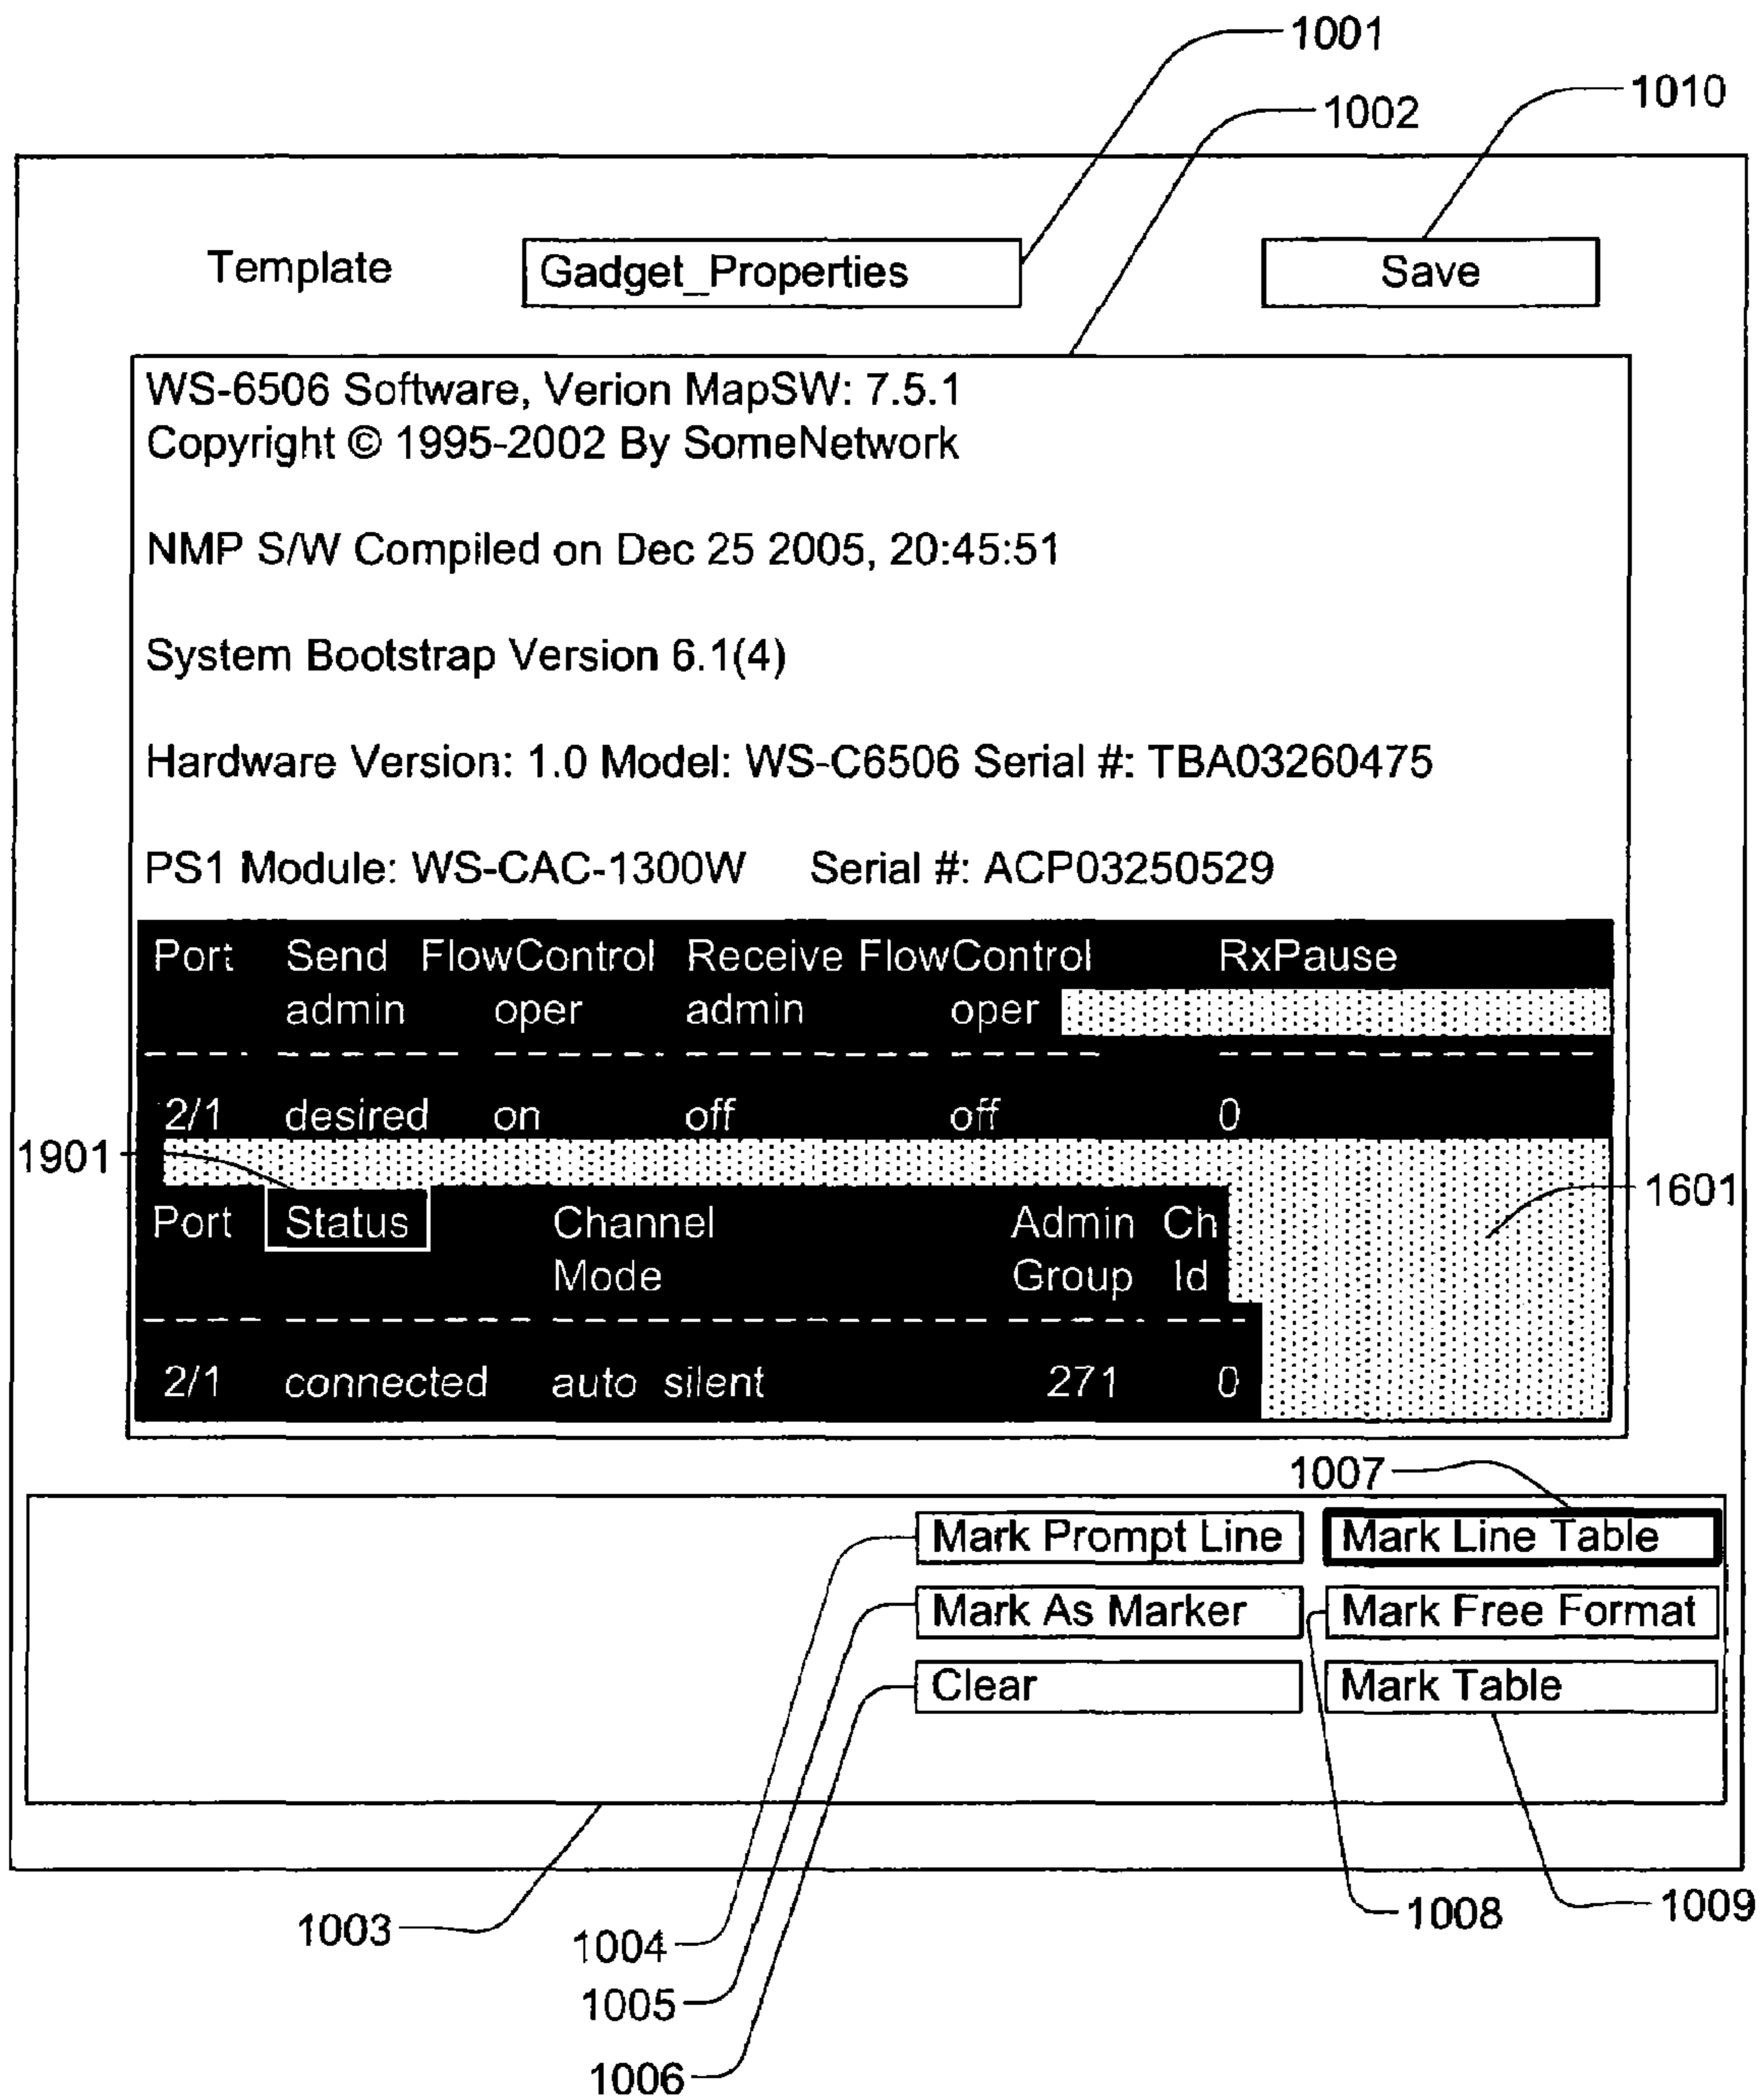 1001
1010
1002
Template Gadget_Properties Save
WS-6506 Software, Verion MapSW: 7.5.1
Copyright © 1995-2002 By SomeNetwork
NMP S/W Compiled on Dec 25 2005, 20:45:51
System Bootstrap Version 6.1(4)
Hardware Version: 1.0 Model: WS-C6506 Serial #: TBA03260475
PS1 Module: WS-CAC-1300W Serial #: ACP03250529
Port Send FlowControl Receive FlowControl RxPause
admin oper admin oper
2/1 desired on off off 0
1901
1601
Port Status Channel Admin Ch
Mode Group Id
2/1 connected auto silent 271 0
1007
Mark Prompt Line Mark Line Table
Mark As Marker Mark Free Format
Clear Mark Table
1003
1004
1005
1006
1008
1009